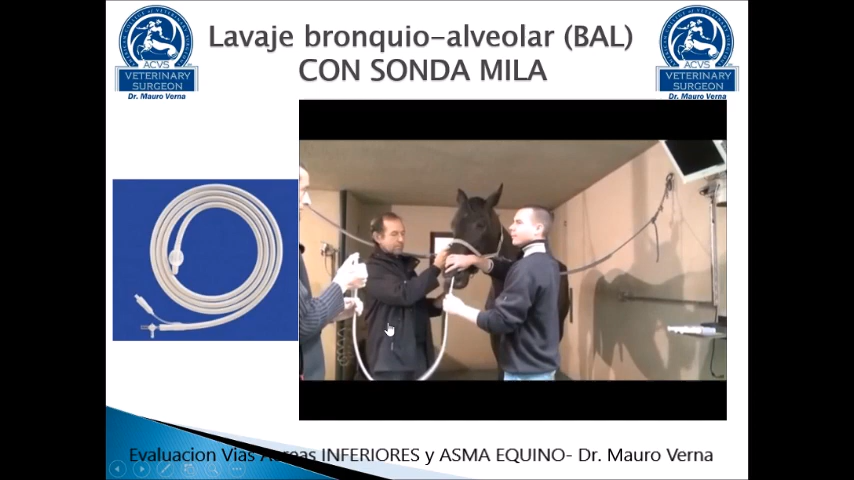 Lavaje bronquio-alveolar (BAL)
CON SONDA MILA
ACVS
VETERINARY
SURGEON
Dr. Mauro Verna
ACVS
VETERINARY
SURGEON
Dr. Mauro Verna
Evaluacion Vias Aereas INFERIORES y ASMA EQUINO- Dr. Mauro Verna